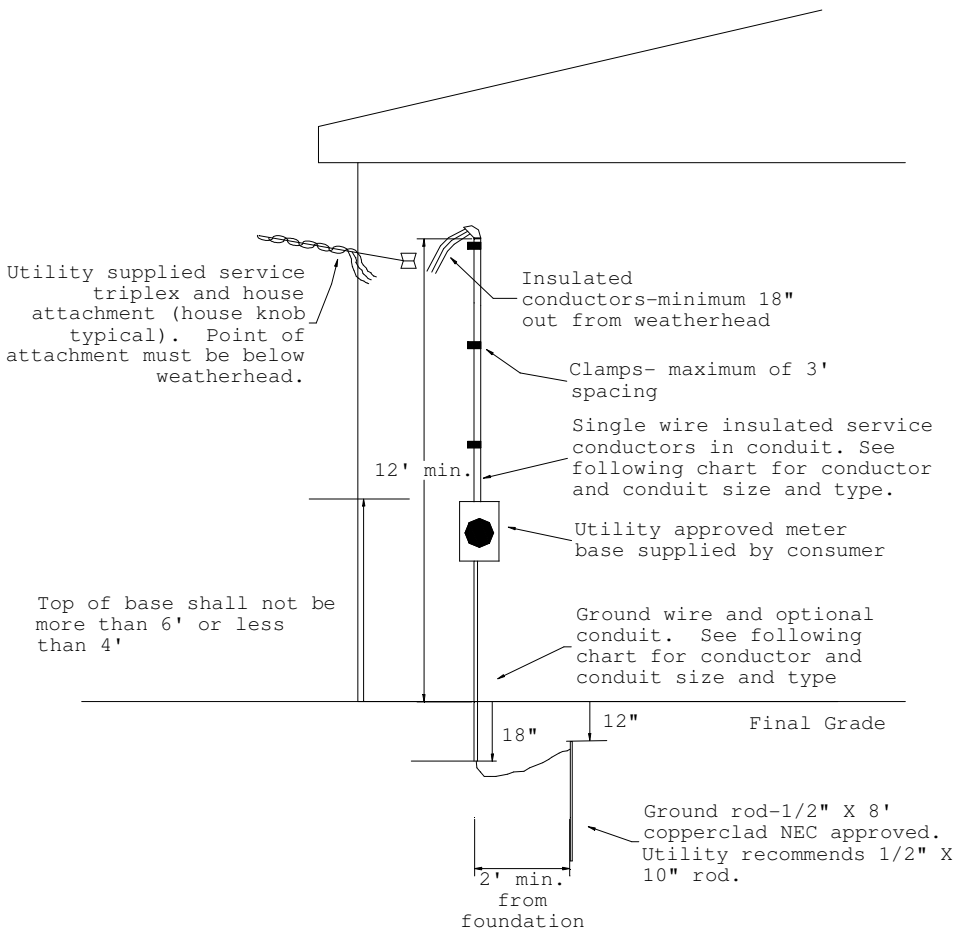 Utility supplied service
triplex and house
attachment (house knob
typical).  Point of
attachment must be below
weatherhead.
Insulated
conductors-minimum 18"
out from weatherhead
Clamps- maximum of 3'
spacing
Single wire insulated service
conductors in conduit. See
following chart for conductor
and conduit size and type.
12' min.
Utility approved meter
base supplied by consumer
Top of base shall not be
more than 6' or less
than 4'
Ground wire and optional
conduit.  See following
chart for conductor and
conduit size and type
18"
12"
Final Grade
Ground rod-1/2" X 8'
copperclad NEC approved.
Utility recommends 1/2" X
10" rod.
2' min.
from
foundation